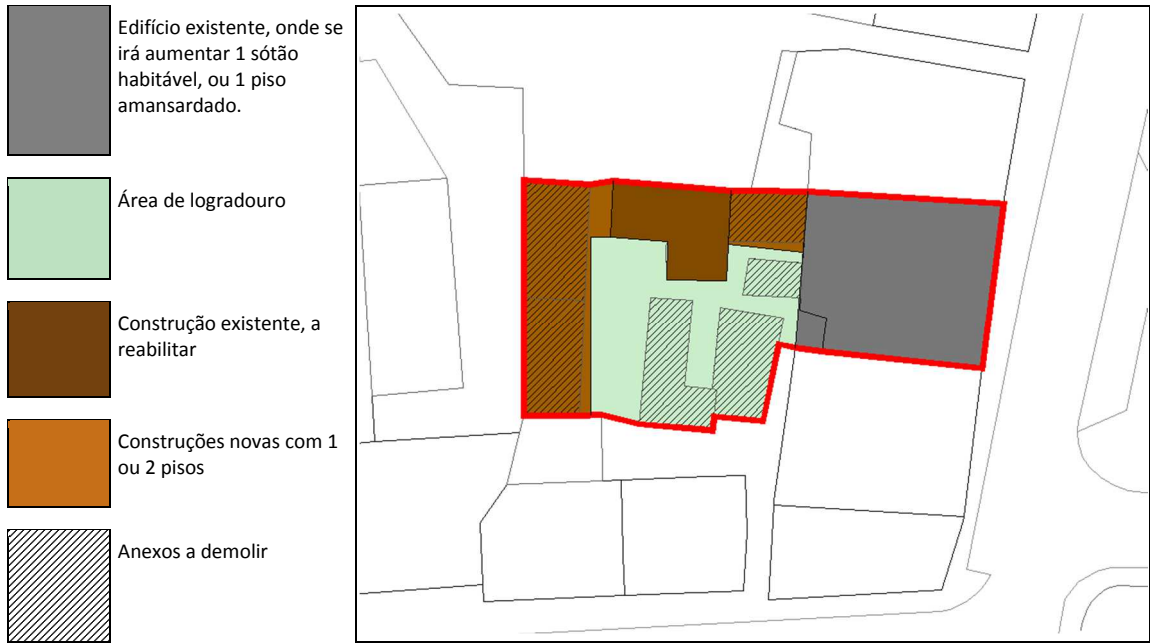 Edifício existente, onde se
irá aumentar 1 sótão
habitável, ou 1 piso
amansardado.
Área de logradouro
Construção existente, a
reabilitar
Construções novas com 1
ou 2 pisos
Anexos a demolir